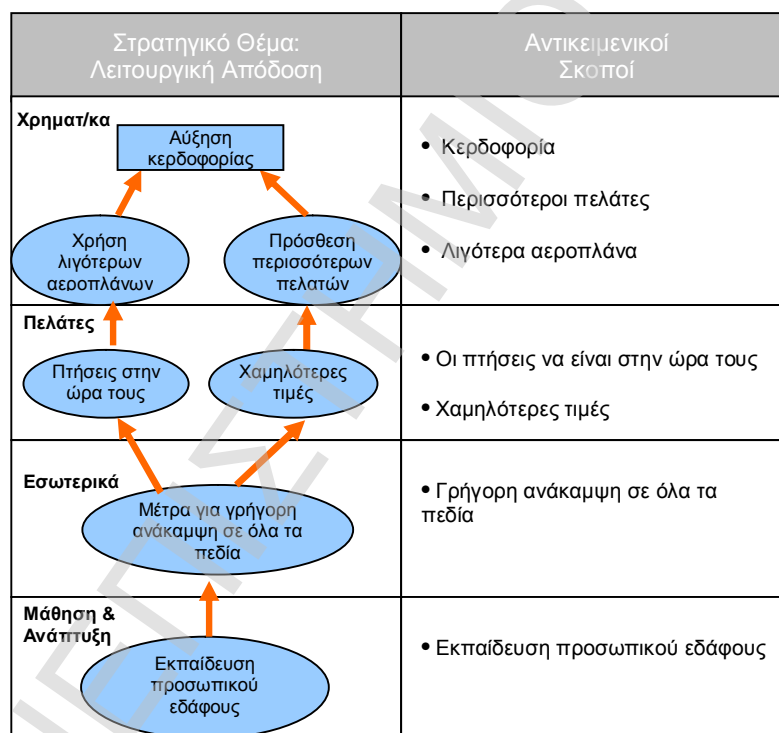 Στρατηγικό Θέμα:
Λειτουργική Απόδοση
Αντικειμενικοί
Σκοποί
Χρηματ/κα
Αύξηση
κερδοφορίας
Χρήση
λιγότερων
αεροπλάνων
Πρόσθεση
περισσότερων
πελατών
• Κερδοφορία
• Περισσότεροι πελάτες
• Λιγότερα αεροπλάνα
Πελάτες
Πτήσεις στην
ώρα τους
Χαμηλότερες
τιμές
• Οι πτήσεις να είναι στην ώρα τους
• Χαμηλότερες τιμές
Εσωτερικά
Μέτρα για γρήγορη
ανάκαμψη σε όλα τα
πεδία
• Γρήγορη ανάκαμψη σε όλα τα
πεδία
Μάθηση &
Ανάπτυξη
Εκπαίδευση
προσωπικού
εδάφους
• Εκπαίδευση προσωπικού εδάφους